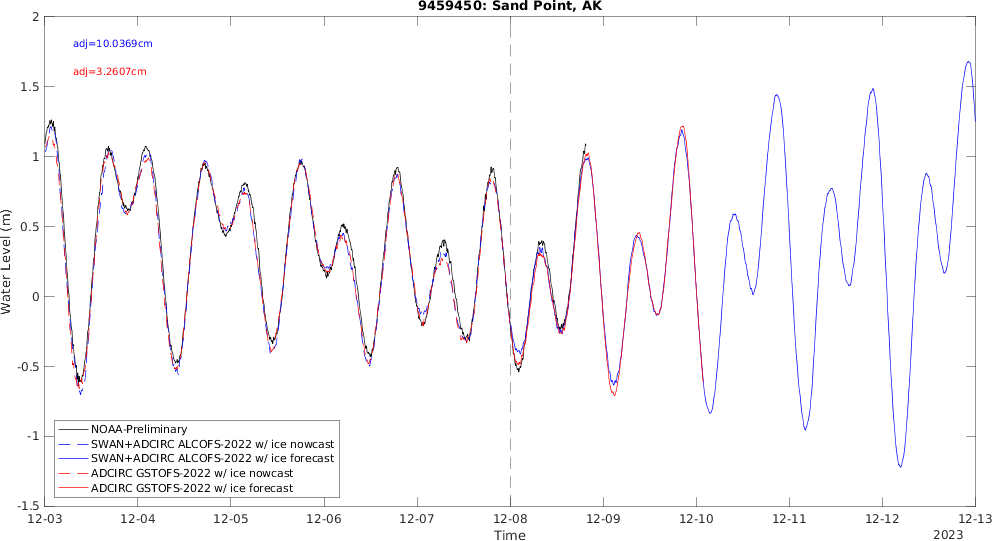 9459450: Sand Point, AK
2
adj=10.0369cm
adj=3.2607cm
1.5
1
0.5
0
-0.5
-1
-1.5
Water Level (m)
NOAA-Preliminary
SWAN+ADCIRC ALCOFS-2022 w/ ice nowcast
SWAN+ADCIRC ALCOFS-2022 w/ ice forecast
ADCIRC GSTOFS-2022 w/ ice nowcast
ADCIRC GSTOFS-2022 w/ ice forecast
12-03 12-04 12-05 12-06 12-07 12-08 12-09 12-10 12-11 12-12 12-13
Time
2023